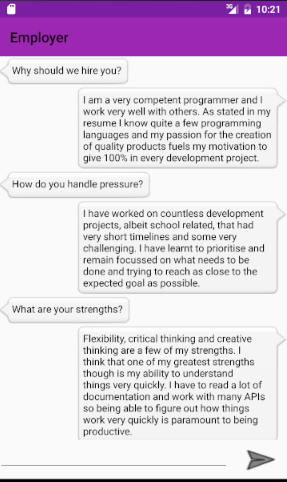 3G 10:21
Employer
Why should we hire you?
I am a very competent programmer and I
work very well with others. As stated in my
resume I know quite a few programming
languages and my passion for the creation
of quality products fuels my motivation to
give 100% in every development project.
How do you handle pressure?
I have worked on countless development
projects, albeit school related, that had
very short timelines and some very
challenging. I have learnt to prioritise and
remain focussed on what needs to be
done and trying to reach as close to the
expected goal as possible.
What are your strengths?
Flexibility, critical thinking and creative
thinking are a few of my strengths. I
think that one of my greatest strengths
though is my ability to understand
things very quickly. I have to read a lot of
documentation and work with many APIs
so being able to figure out how things
work very quickly is paramount to being
productive.